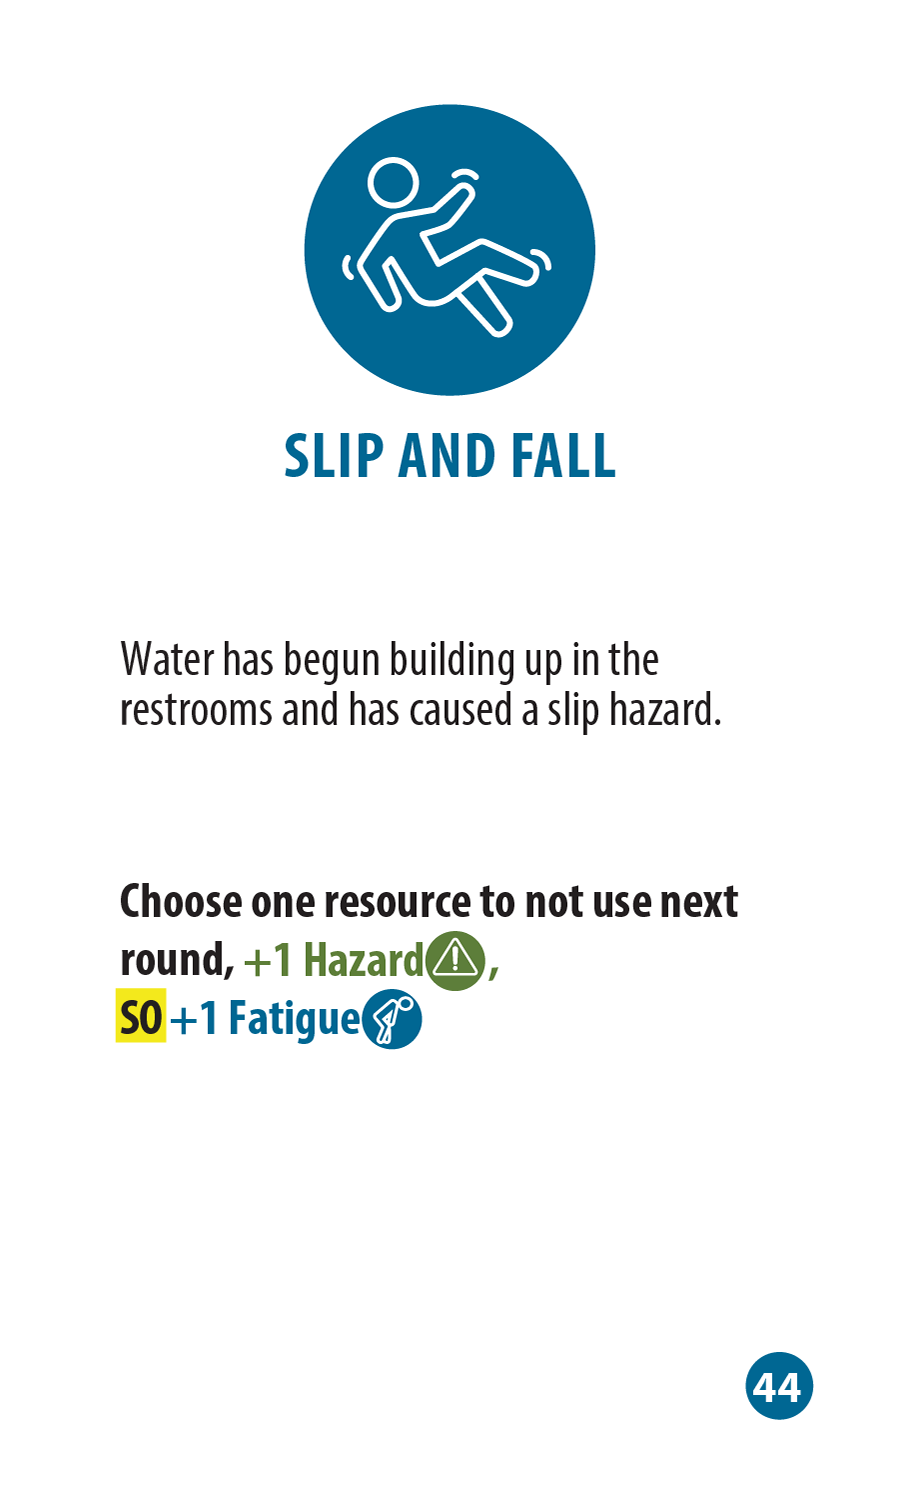 SLIP AND FALL
Water has begun building up in the
restrooms and has caused a slip hazard.
Choose one resource to not use next
round, +1 Hazard,
SO +1 Fatigue
44